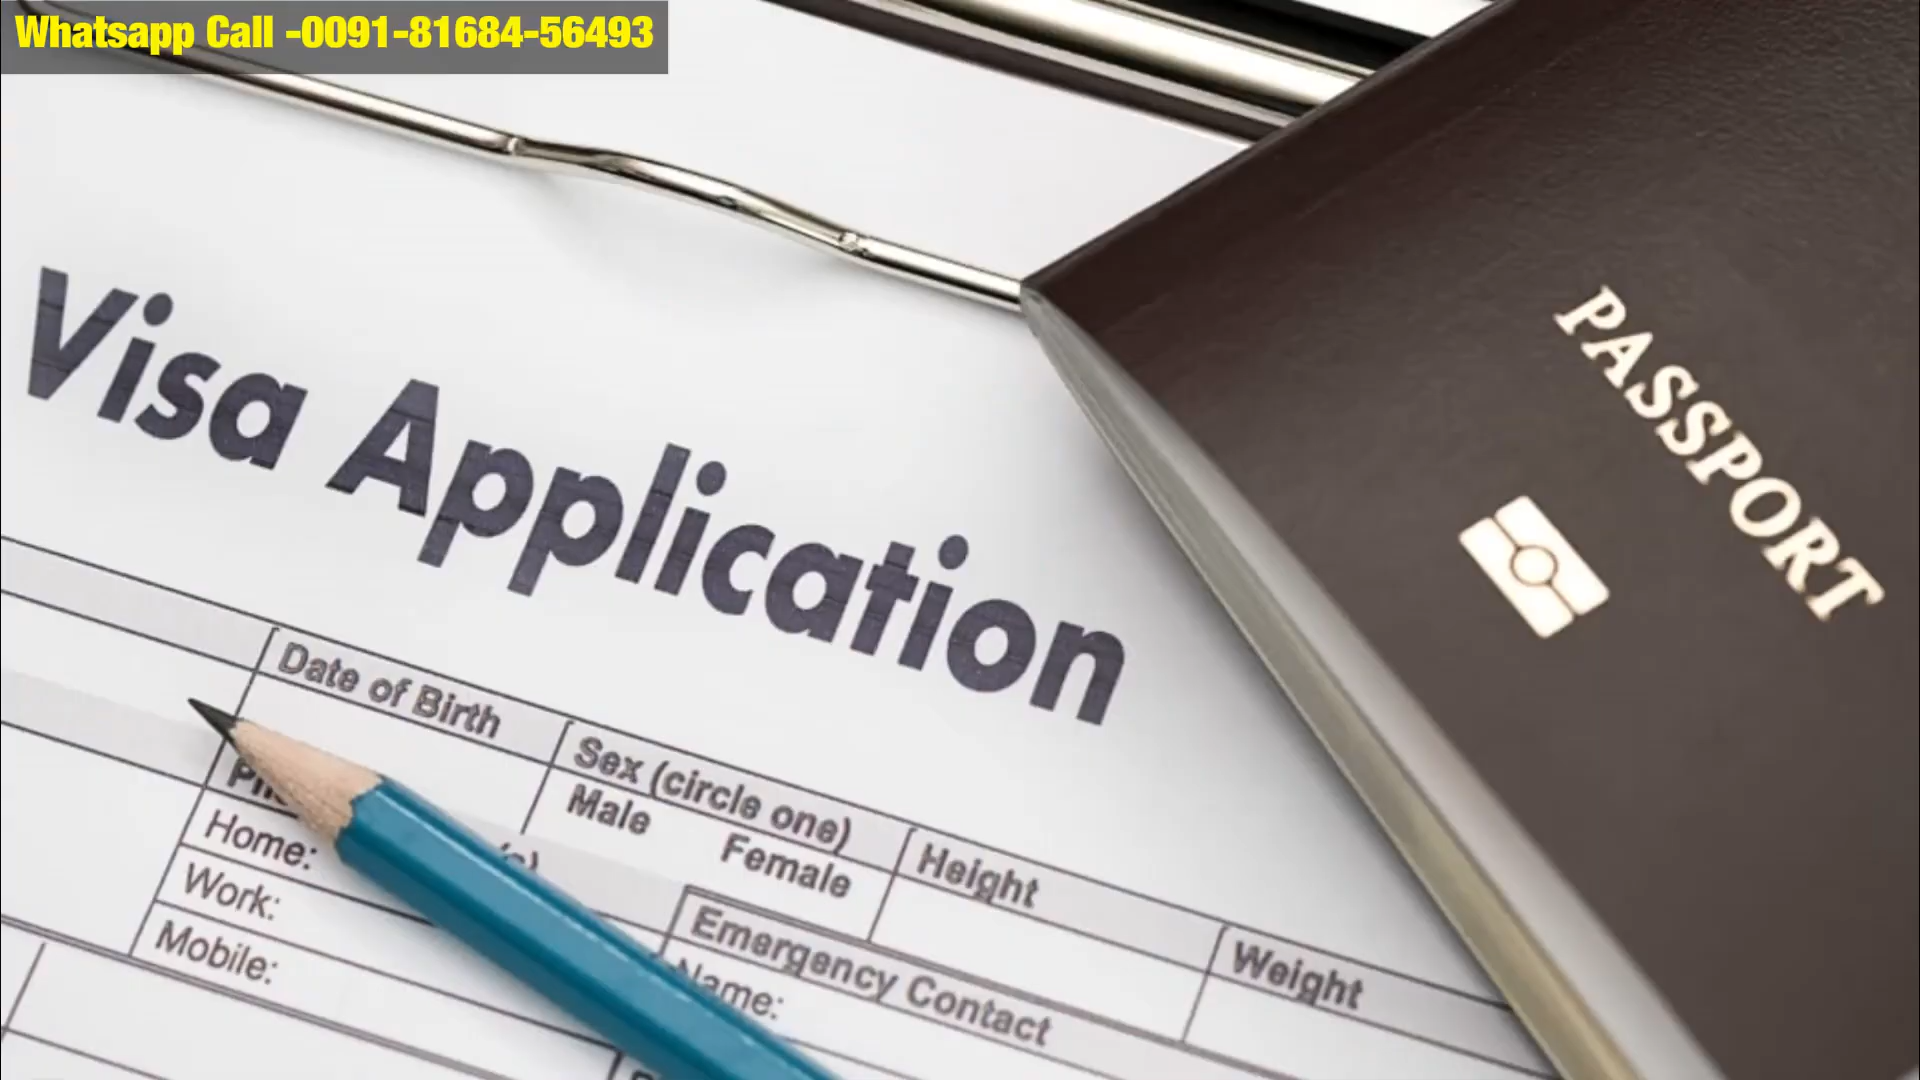 Whatsapp Call -0091-81684-56493
PASSPORT
Visa Application
Date of Birth
Sex (circle one)
Male Female
Height
Weight
Home:
Work:
Mobile:
Emergency Contact
Name: